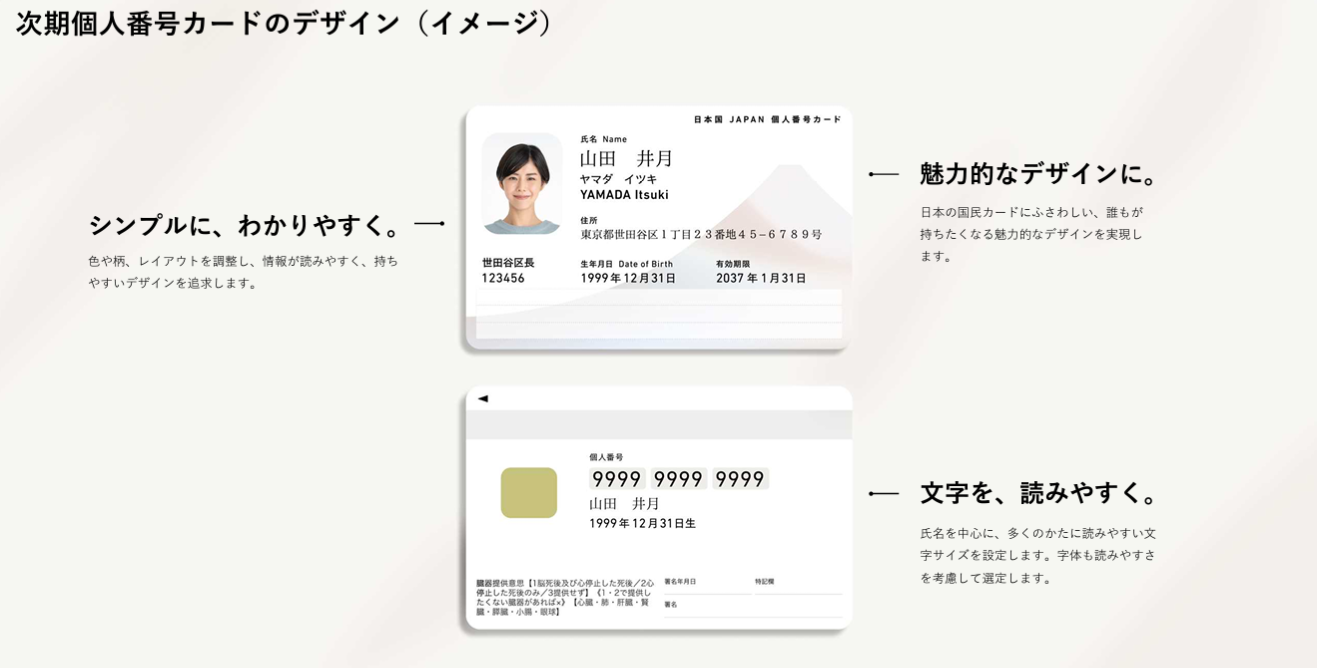 次期個人番号カードのデザイン（イメージ）
シンプルに、わかりやすく。
色や柄、レイアウトを調整し、情報が読みやすく、持ち
やすいデザインを追求します。
日本国 JAPAN 個人番号カード
氏名 Name
山田　井月
ヤマダ　イツキ
YAMADA Itsuki
住所
東京都世田谷区１丁目２３番地４５−６７８９号
世田谷区長
123456
生年月日 Date of Birth
1999年12月31日
有効期限
2037年1月31日
魅力的なデザインに。
日本の国民カードにふさわしい、誰もが
持ちたくなる魅力的なデザインを実現し
ます。
個人番号
9999 9999 9999
山田　井月
1999年12月31日生
臓器提供意思【1脳死後及び心停止した死後／2心
停止した死後のみ／3提供せず】《1・2で提供し
たくない臓器があれば×》【心臓・肺・肝臓・腎
臓・膵臓・小腸・眼球】
署名年月日
特記欄
署名
文字を、読みやすく。
氏名を中心に、多くのかたに読みやすい文
字サイズを設定します。字体も読みやすさ
を考慮して選定します。